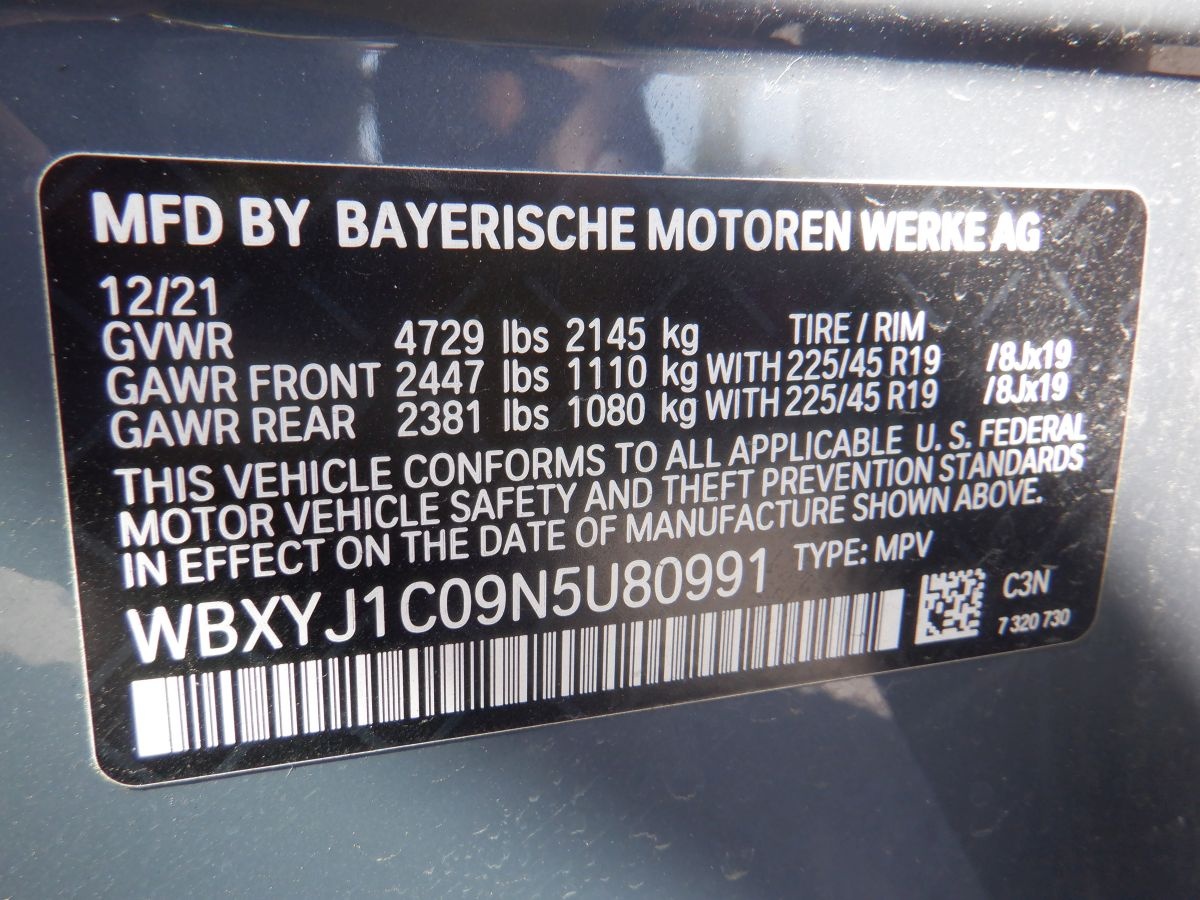 MFD BY BAYERISCHE MOTOREN WERKE AG
12/21
GVWR 4729 lbs 2145 kg TIRE / RIM
GAWR FRONT 2447 lbs 1110 kg WITH 225/45 R19 /8Jx19
GAWR REAR 2381 lbs 1080 kg WITH 225/45 R19 /8Jx19
THIS VEHICLE CONFORMS TO ALL APPLICABLE U. S. FEDERAL
MOTOR VEHICLE SAFETY AND THEFT PREVENTION STANDARDS
IN EFFECT ON THE DATE OF MANUFACTURE SHOWN ABOVE.
WBXYJ1C09N5U80991 TYPE: MPV
C3N
7 320 730